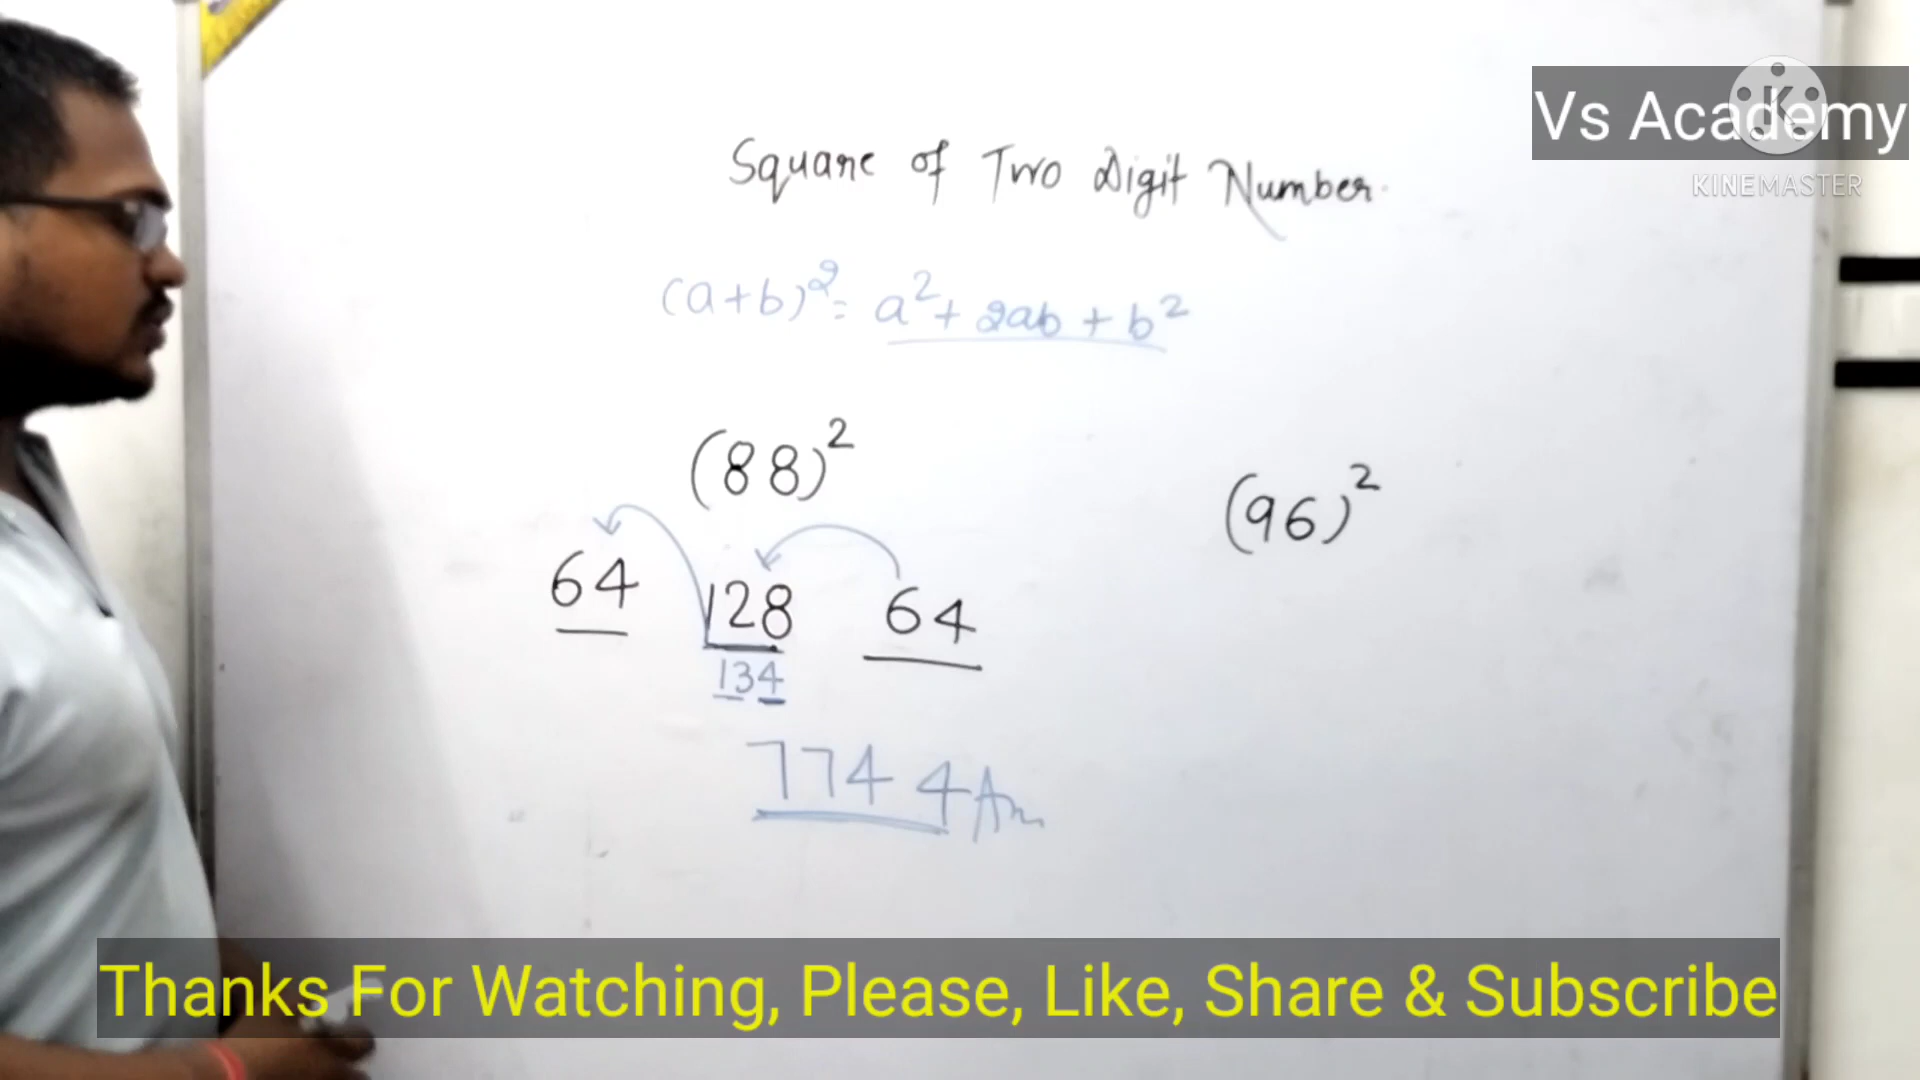 Vs Academy
KINEMASTER
Square of Two Digit Number
(a+b)² = a² + 2ab + b²
(88)²
(96)²
64 128 64
134
7744 Ans
Thanks For Watching, Please, Like, Share & Subscribe